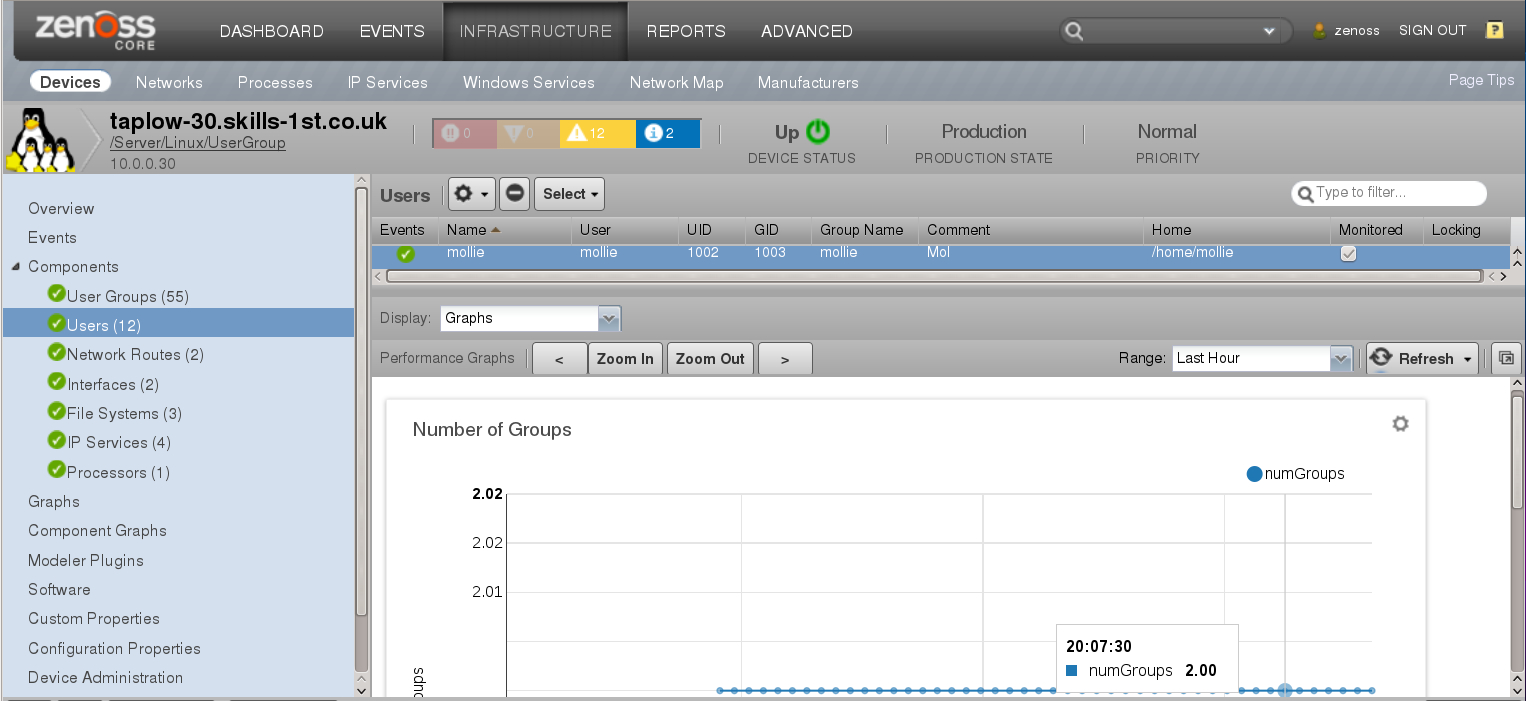 zenoss CORE
DASHBOARD EVENTS INFRASTRUCTURE REPORTS ADVANCED zenoss SIGN OUT ?
Devices Networks Processes IP Services Windows Services Network Map Manufacturers Page Tips
taplow-30.skills-1st.co.uk
/Server/Linux/UserGroup
10.0.0.30
0 0 12 2
Up
DEVICE STATUS
Production
PRODUCTION STATE
Normal
PRIORITY
Overview
Events
Components
User Groups (55)
Users (12)
Network Routes (2)
Interfaces (2)
File Systems (3)
IP Services (4)
Processors (1)
Graphs
Component Graphs
Modeler Plugins
Software
Custom Properties
Configuration Properties
Device Administration
Users Select Type to filter...
Events Name User UID GID Group Name Comment Home Monitored Locking
mollie mollie 1002 1003 mollie Mol /home/mollie
Display: Graphs
Performance Graphs < Zoom In Zoom Out > Range: Last Hour Refresh
Number of Groups
numGroups
2.02
2.02
2.01
20:07:30
numGroups 2.00